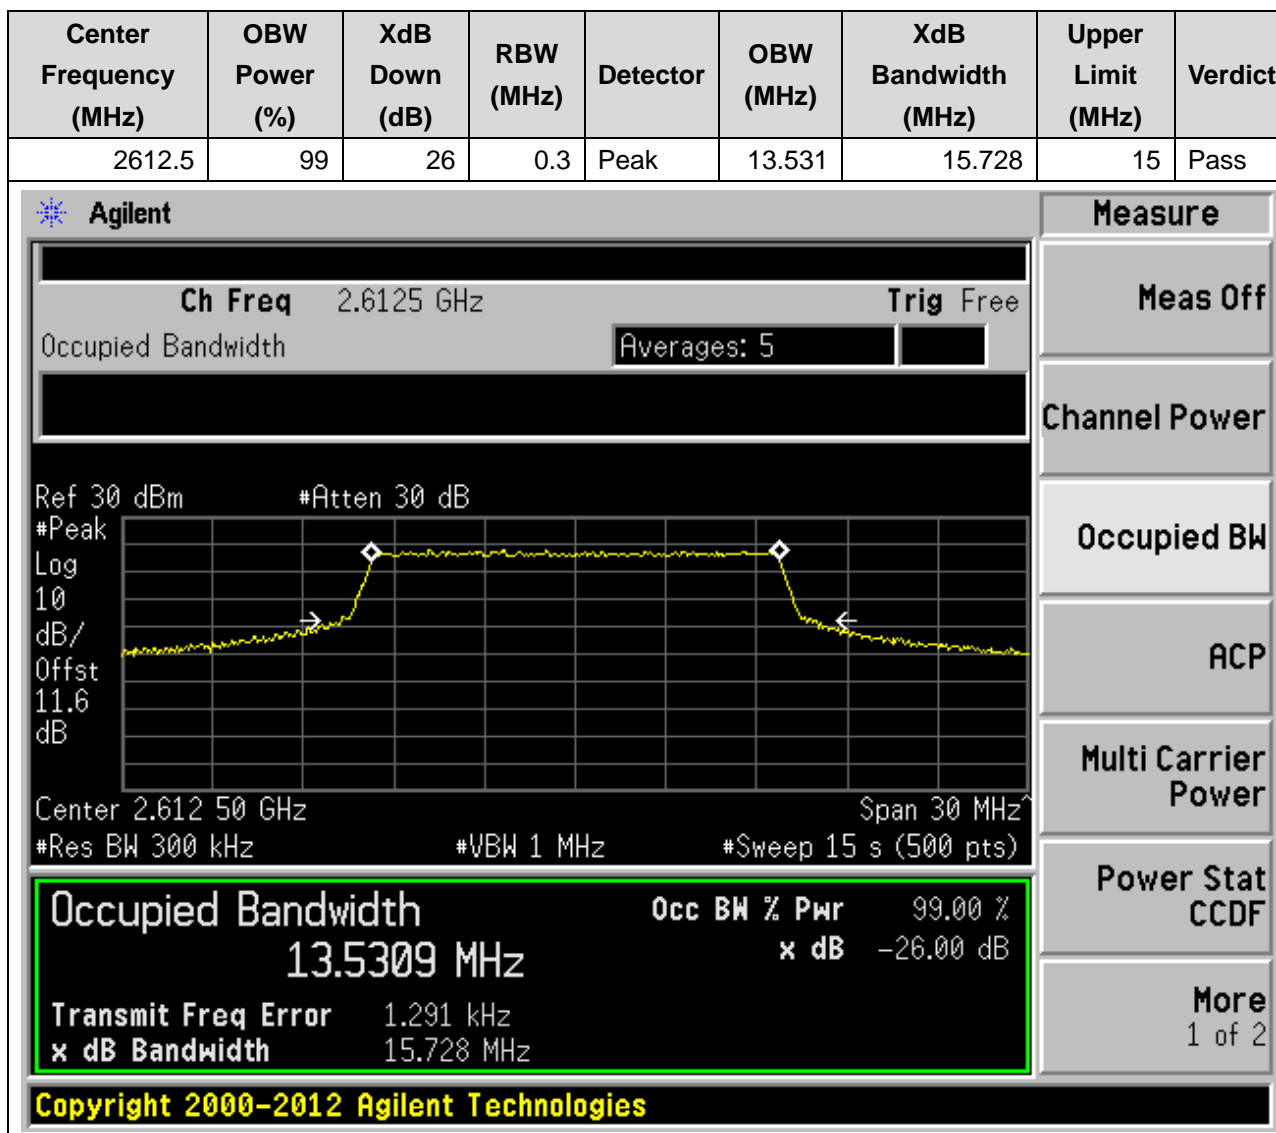 Center Frequency (MHz) OBW Power (%) XdB Down (dB) RBW (MHz) Detector OBW (MHz) XdB Bandwidth (MHz) Upper Limit (MHz) Verdict
2612.5 99 26 0.3 Peak 13.531 15.728 15 Pass
Agilent
Measure
Ch Freq 2.6125 GHz Trig Free
Meas Off
Occupied Bandwidth Averages: 5
Channel Power
Ref 30 dBm #Atten 30 dB
#Peak
Log
10
dB/
Offst
11.6
dB
Occupied BW
ACP
Multi Carrier
Power
Center 2.612 50 GHz Span 30 MHz^
#Res BW 300 kHz #VBW 1 MHz #Sweep 15 s (500 pts)
Power Stat
CCDF
Occupied Bandwidth Occ BW % Pwr 99.00 %
13.5309 MHz x dB -26.00 dB
More
1 of 2
Transmit Freq Error 1.291 kHz
x dB Bandwidth 15.728 MHz
Copyright 2000-2012 Agilent Technologies